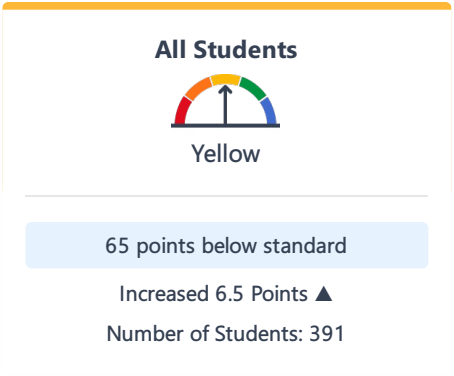 All Students
Yellow
65 points below standard
Increased 6.5 Points ▲
Number of Students: 391